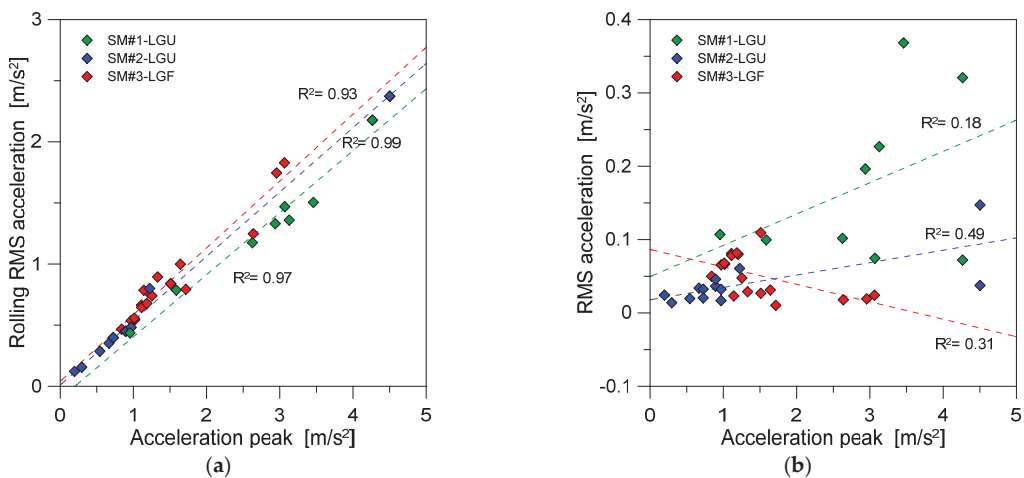 3
2
1
0
Rolling RMS acceleration [m/s²]
SM#1-LGU
SM#2-LGU
SM#3-LGF
R²= 0.93
R²= 0.99
R²= 0.97
0 1 2 3 4 5
Acceleration peak [m/s²]
(a)
0.4
0.3
0.2
0.1
0
-0.1
RMS acceleration [m/s²]
SM#1-LGU
SM#2-LGU
SM#3-LGF
R²= 0.18
R²= 0.49
R²= 0.31
0 1 2 3 4 5
Acceleration peak [m/s²]
(b)